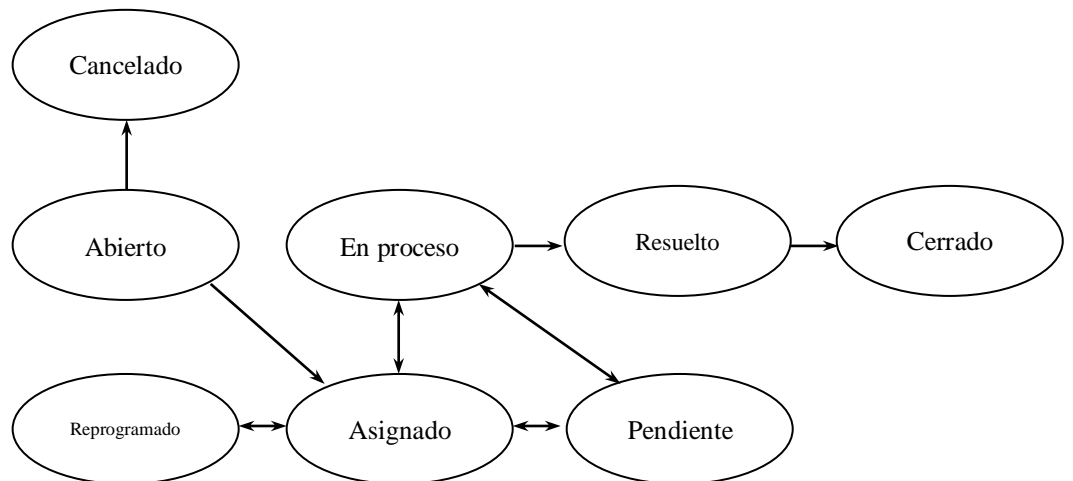 Cancelado
Abierto
En proceso
Resuelto
Cerrado
Reprogramado
Asignado
Pendiente